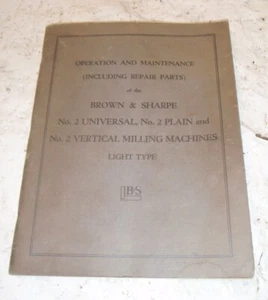 OPERATION AND MAINTENANCE
(INCLUDING REPAIR PARTS)
of the
BROWN & SHARPE
No. 2 UNIVERSAL, No. 2 PLAIN and
No. 2 VERTICAL MILLING MACHINES
LIGHT TYPE
BS